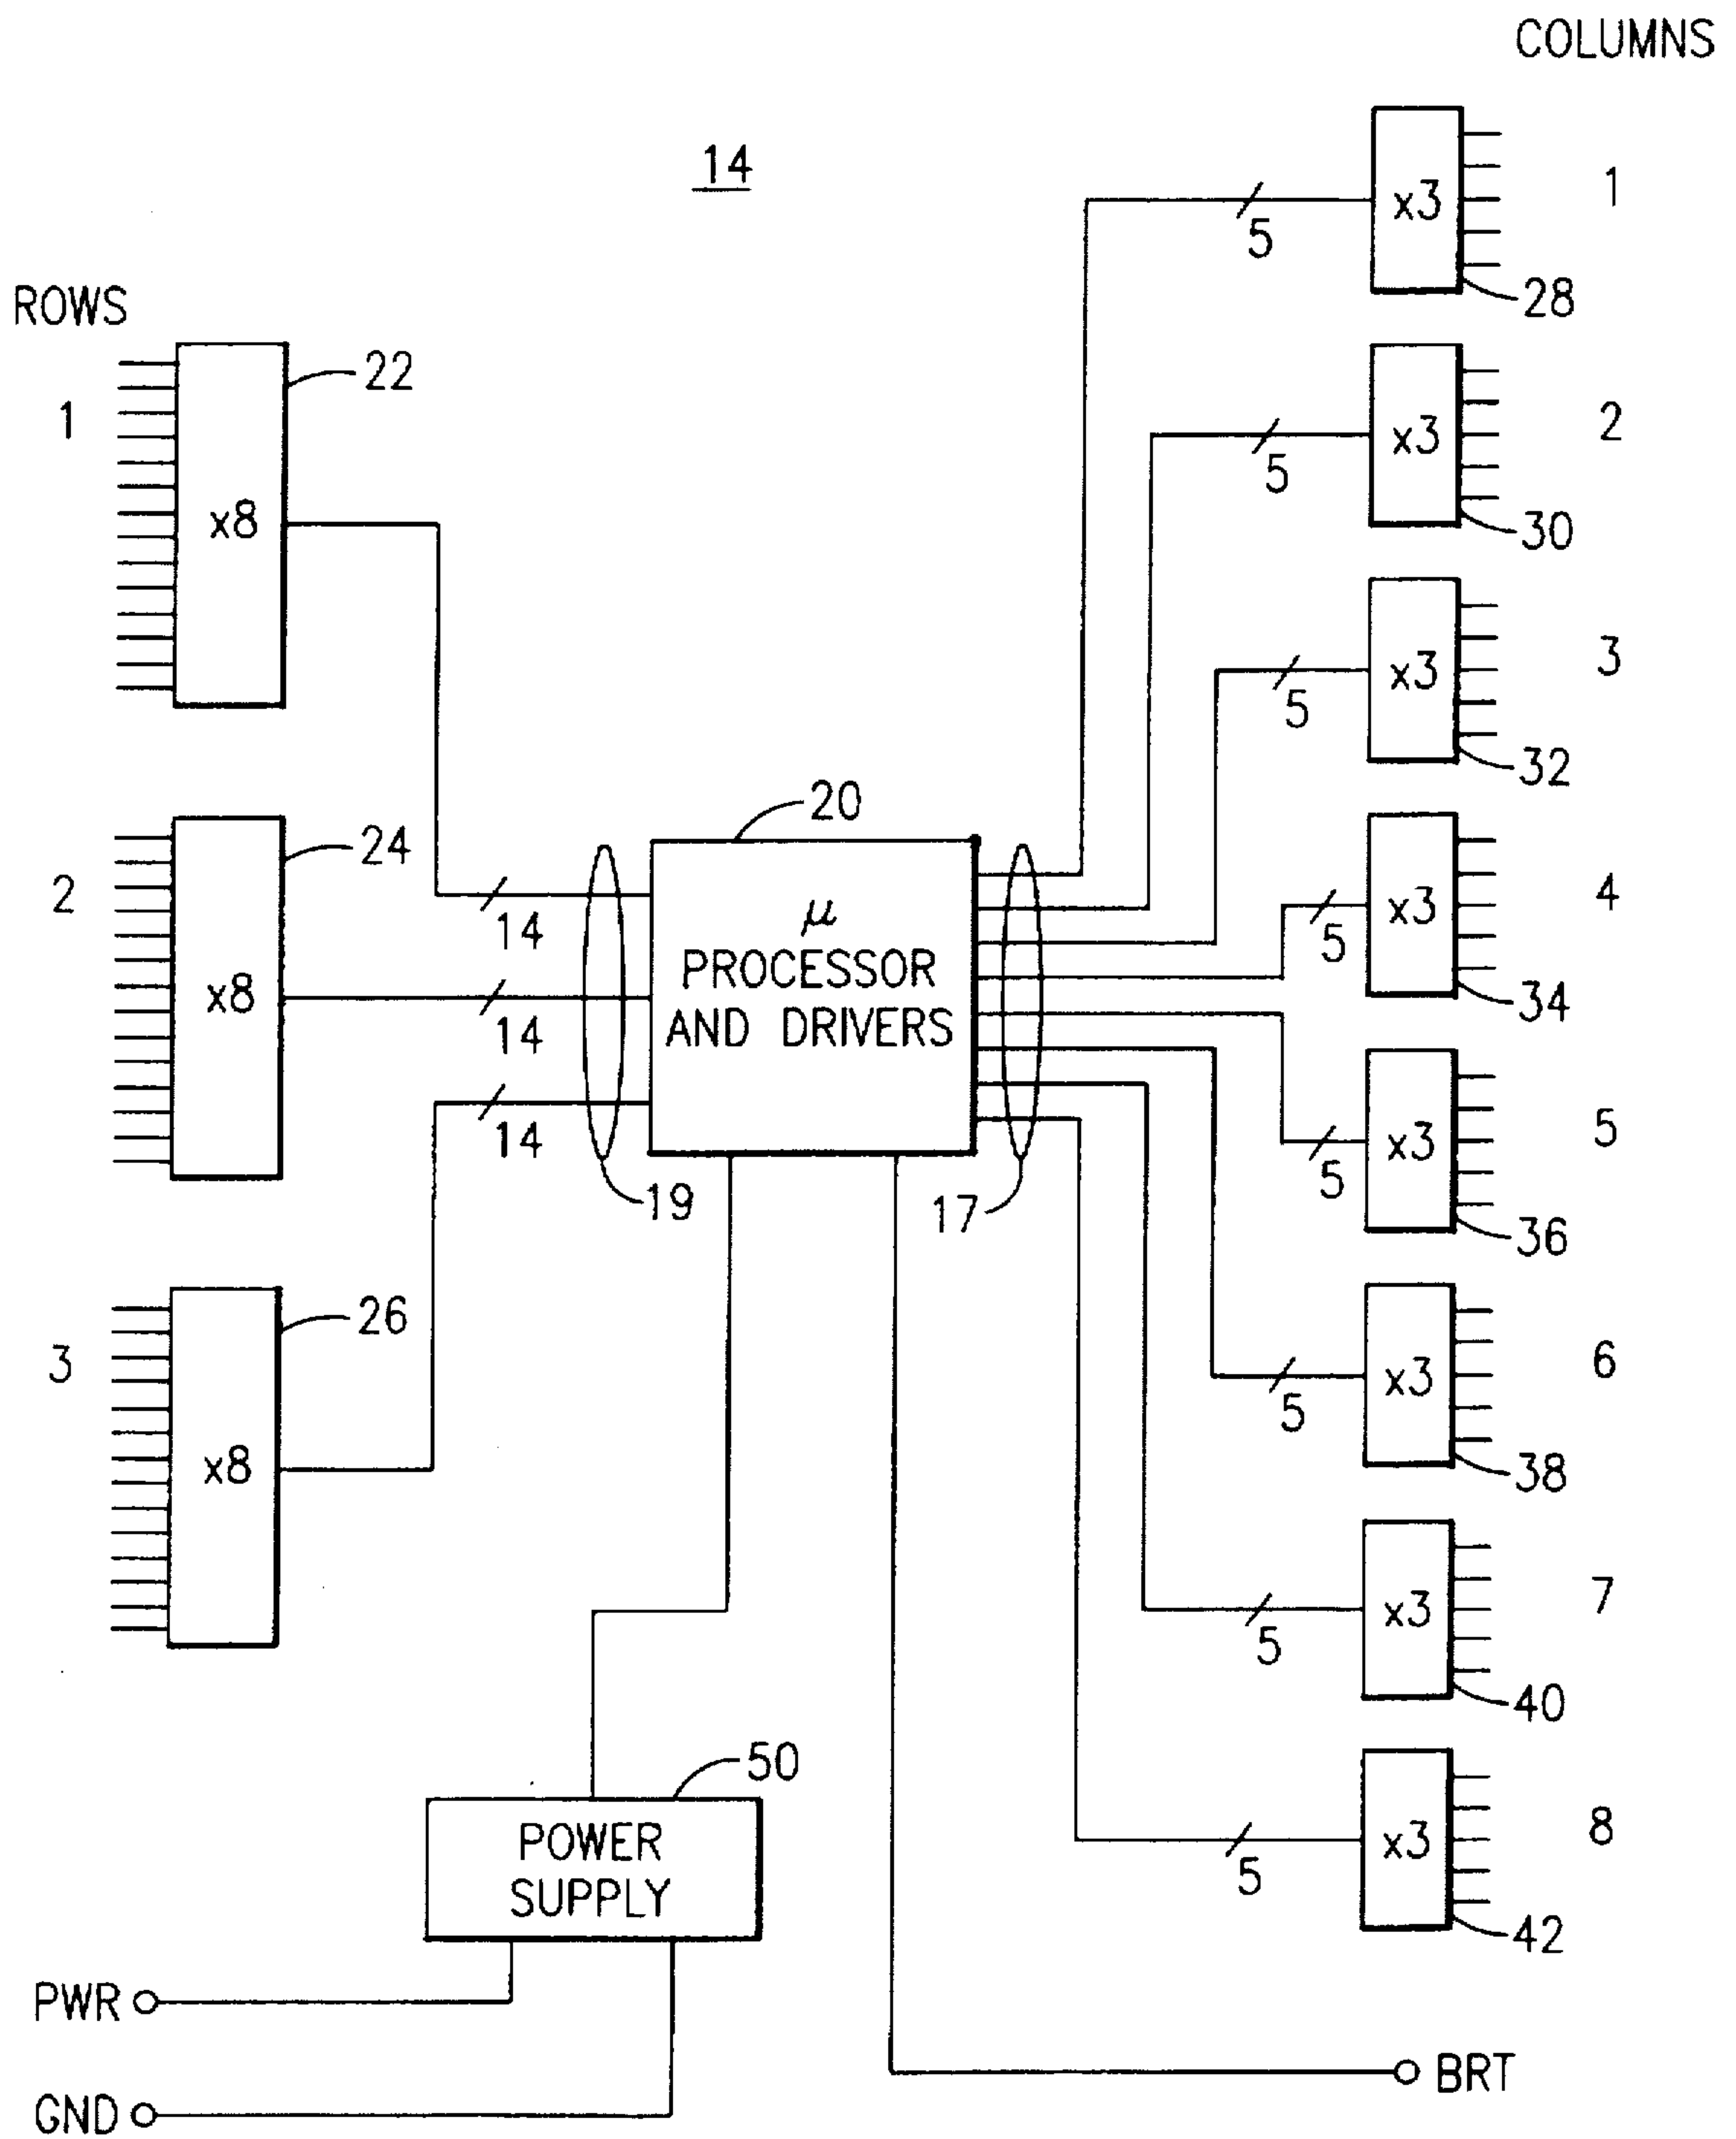 COLUMNS
14
x3
1
5
28
ROWS
22
1
x8
x3
2
5
30
x3
3
5
32
20
24
2
x8
x3
4
5
34
14
14
14
μ
PROCESSOR
AND DRIVERS
19
17
x3
5
5
36
26
3
x8
x3
6
5
38
x3
7
5
40
50
POWER
SUPPLY
x3
8
5
42
PWR
GND
BRT